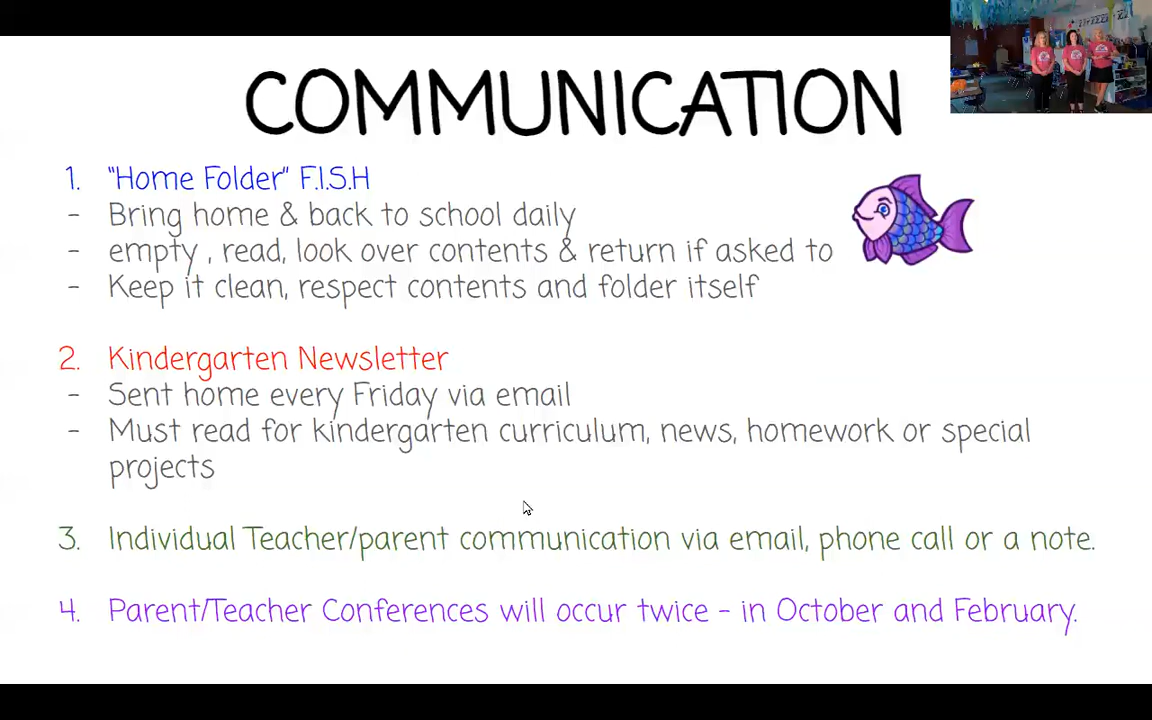 COMMUNICATION
1. "Home Folder" F.I.S.H
- Bring home & back to school daily
- empty , read, look over contents & return if asked to
- Keep it clean, respect contents and folder itself
2. Kindergarten Newsletter
- Sent home every Friday via email
- Must read for kindergarten curriculum, news, homework or special
projects
3. Individual Teacher/parent communication via email, phone call or a note.
4. Parent/Teacher Conferences will occur twice - in October and February.